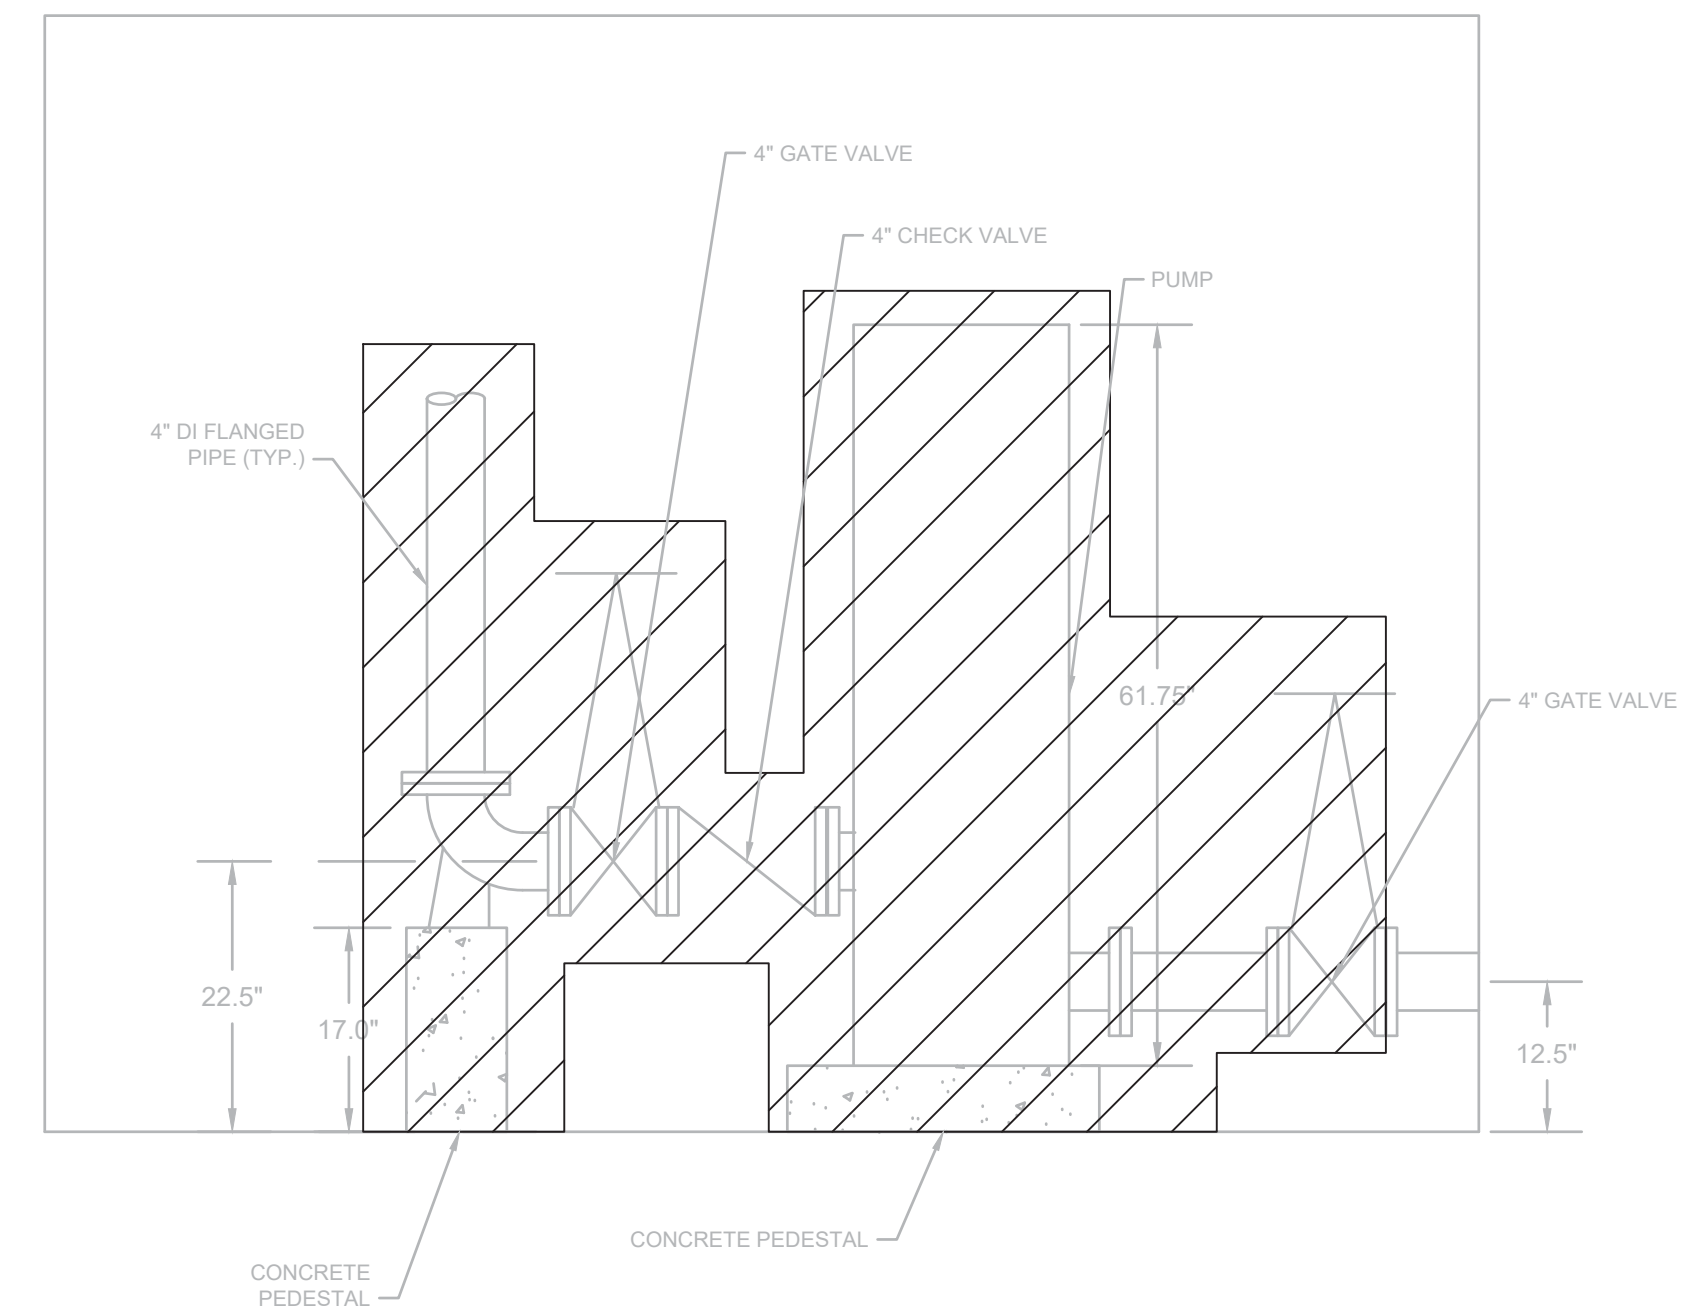 4" GATE VALVE
4" CHECK VALVE
PUMP
4" DI FLANGED
PIPE (TYP.)
61.75"
4" GATE VALVE
22.5"
17.0"
12.5"
CONCRETE PEDESTAL
CONCRETE
PEDESTAL